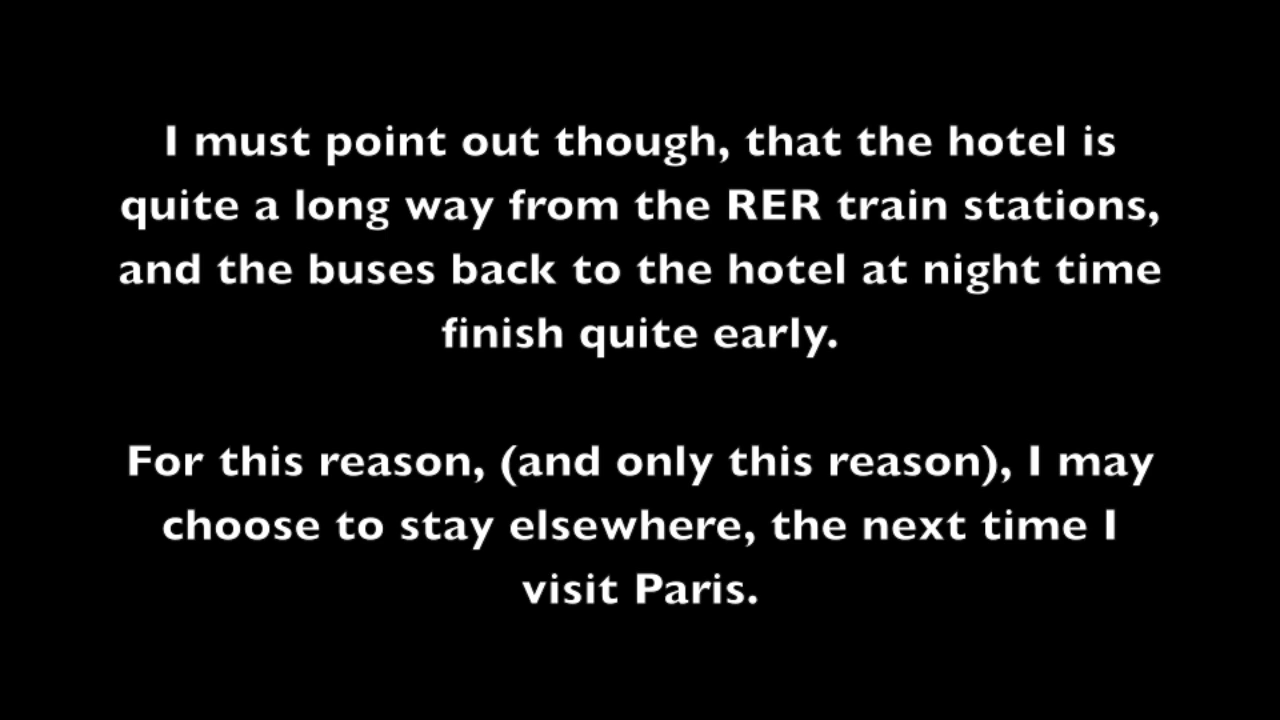 I must point out though, that the hotel is
quite a long way from the RER train stations,
and the buses back to the hotel at night time
finish quite early.
For this reason, (and only this reason), I may
choose to stay elsewhere, the next time I
visit Paris.